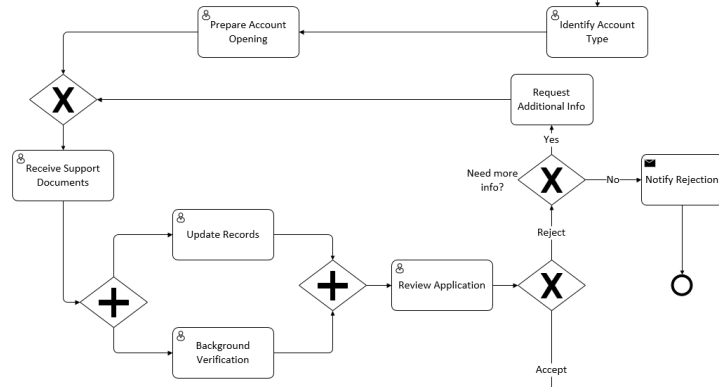 Prepare Account
Opening
Identify Account
Type
Request
Additional Info
Yes
Receive Support
Documents
Need more
info?
No
Notify Rejection
Update Records
Reject
Review Application
Background
Verification
Accept